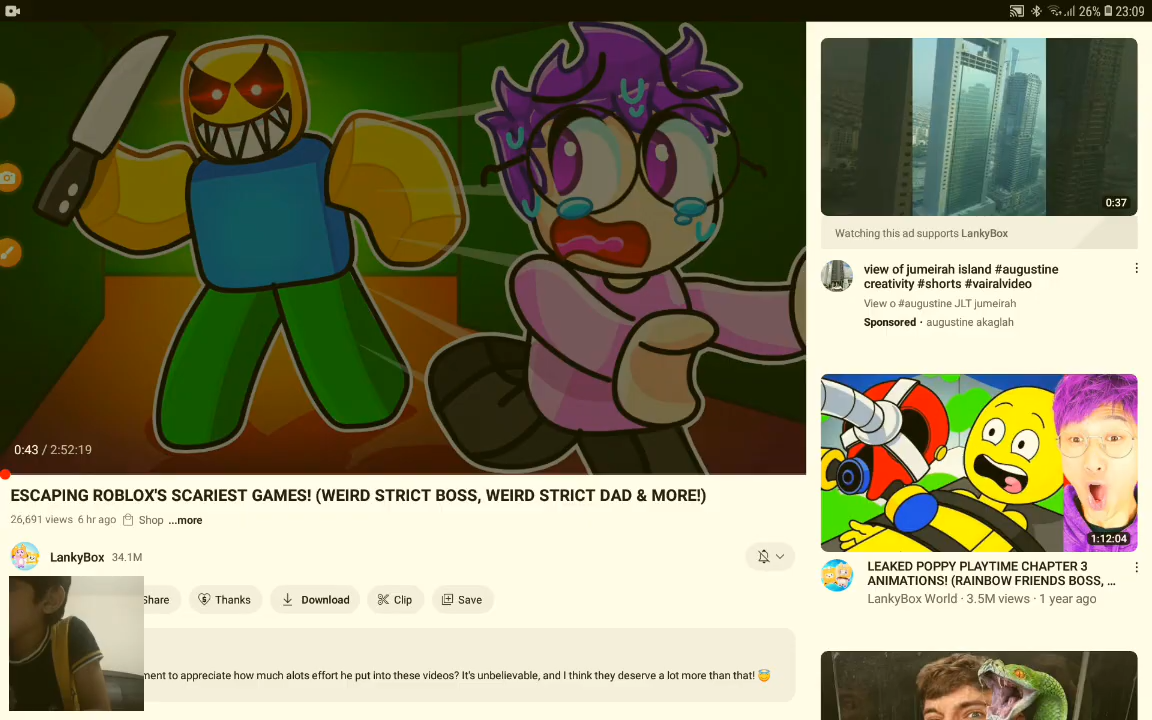 26% 23:09
0:43 / 2:52:19
ESCAPING ROBLOX'S SCARIEST GAMES! (WEIRD STRICT BOSS, WEIRD STRICT DAD & MORE!)
26,691 views 6 hr ago Shop ...more
LankyBox 34.1M
Share Thanks Download Clip Save
ment to appreciate how much alots effort he put into these videos? It's unbelievable, and I think they deserve a lot more than that! 😇
0:37
Watching this ad supports LankyBox
view of jumeirah island #augustine
creativity #shorts #vairalvideo
View o #augustine JLT jumeirah
Sponsored · augustine akaglah
1:12:04
LEAKED POPPY PLAYTIME CHAPTER 3
ANIMATIONS! (RAINBOW FRIENDS BOSS, ...
LankyBox World · 3.5M views · 1 year ago